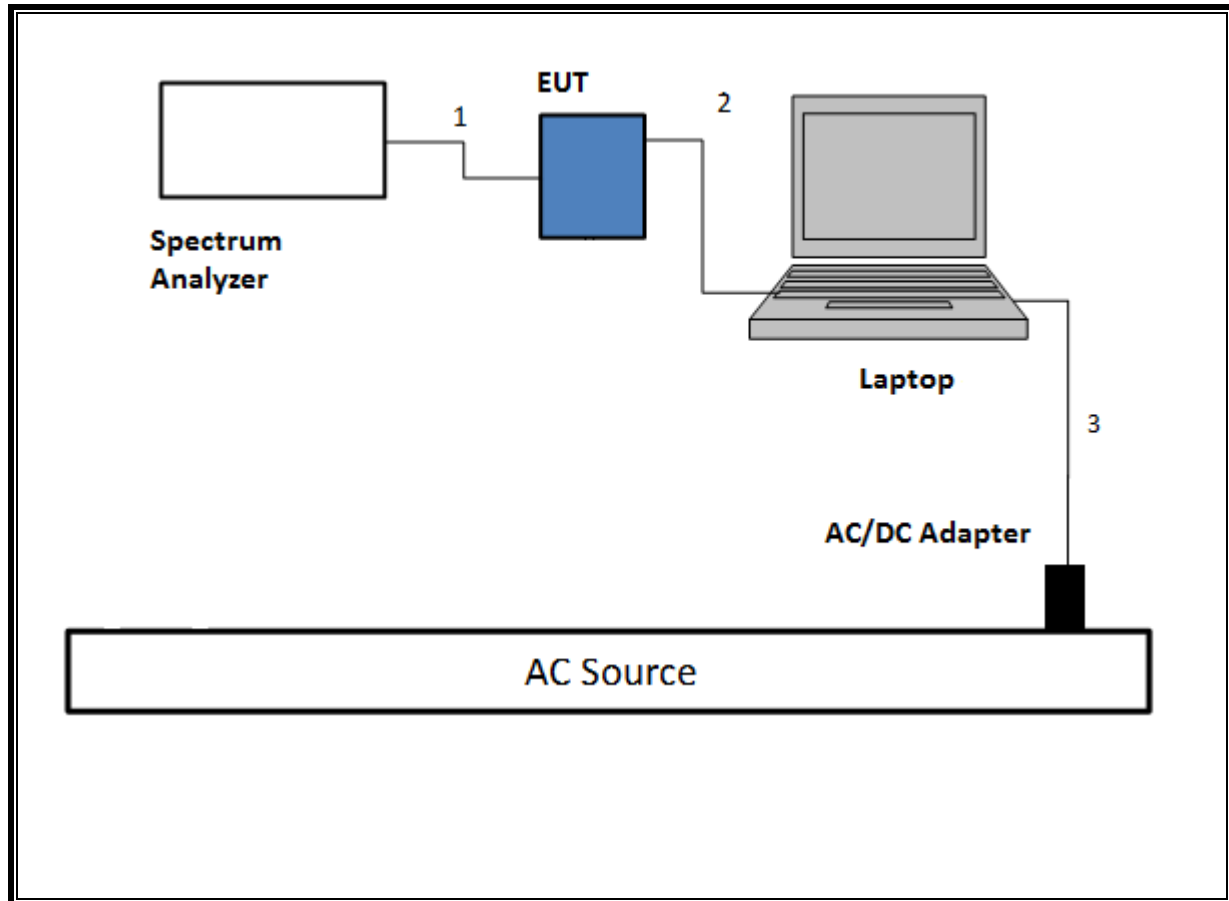 EUT
1
2
Spectrum
Analyzer
Laptop
3
AC/DC Adapter
AC Source